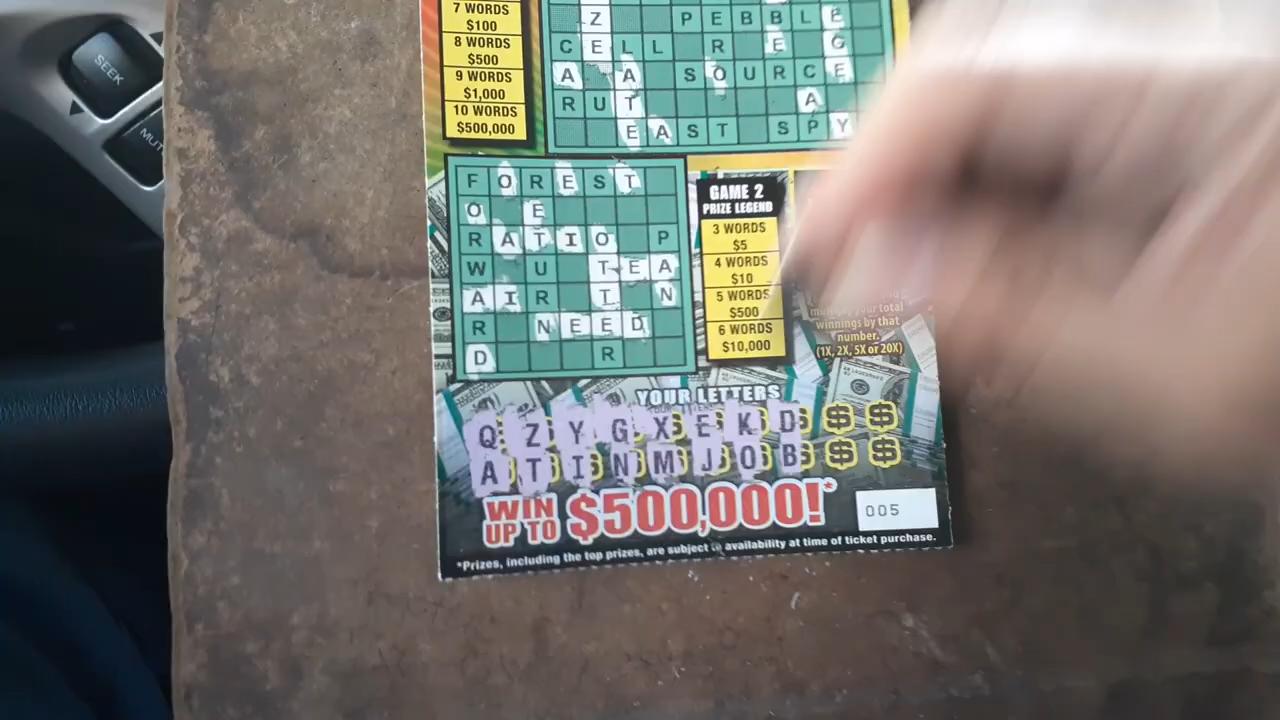 SEEK
MUT
7 WORDS
$100
8 WORDS
$500
9 WORDS
$1,000
10 WORDS
$500,000
Z PEBBLE
E
CELL R E G
A A SOURCE
RUT A
E EAST SPY
FOREST
O E
RATIO P
W U TEA
AIR T N
R NEED
D R
GAME 2
PRIZE LEGEND
3 WORDS
$5
4 WORDS
$10
5 WORDS
$500
6 WORDS
$10,000
your total
winnings by that
number.
(1X, 2X, 5X or 20X)
YOUR LETTERS
Q Z Y G X E K D $ $
A T I N M J O B $ $
WIN
UP TO $500,000!*
005
*Prizes, including the top prizes, are subject to availability at time of ticket purchase.